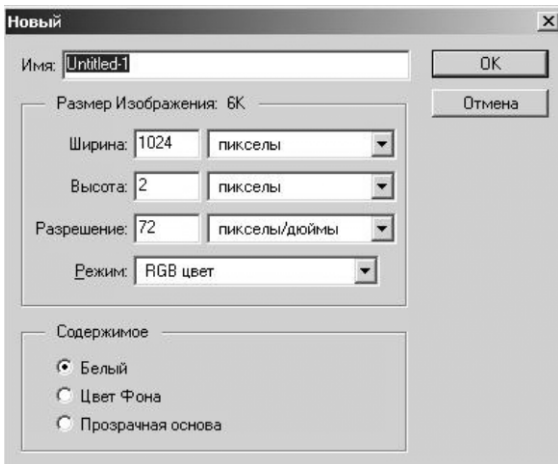 Новый
Имя: Untitled-1
OK
Размер Изображения: 6K
Отмена
Ширина: 1024 пикселы
Высота: 2 пикселы
Разрешение: 72 пикселы/дюймы
Режим: RGB цвет
Содержимое
Белый
Цвет Фона
Прозрачная основа